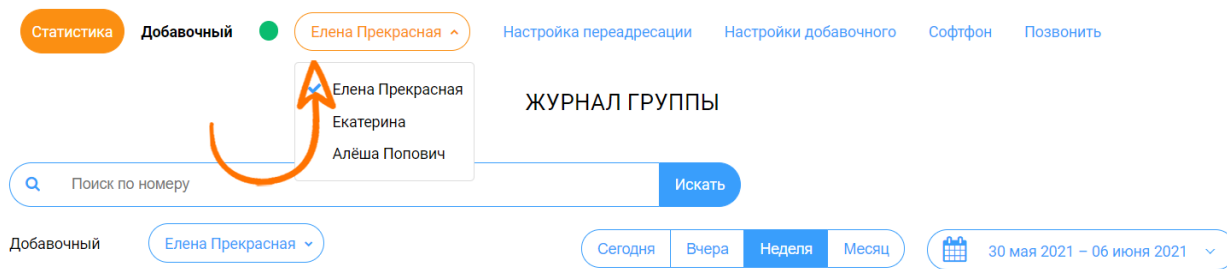 Статистика Добавочный Елена Прекрасная Настройка переадресации Настройки добавочного Софтфон Позвонить
Елена Прекрасная
Екатерина
Алёша Попович
ЖУРНАЛ ГРУППЫ
Поиск по номеру Искать
Добавочный Елена Прекрасная Сегодня Вчера Неделя Месяц 30 мая 2021 – 06 июня 2021